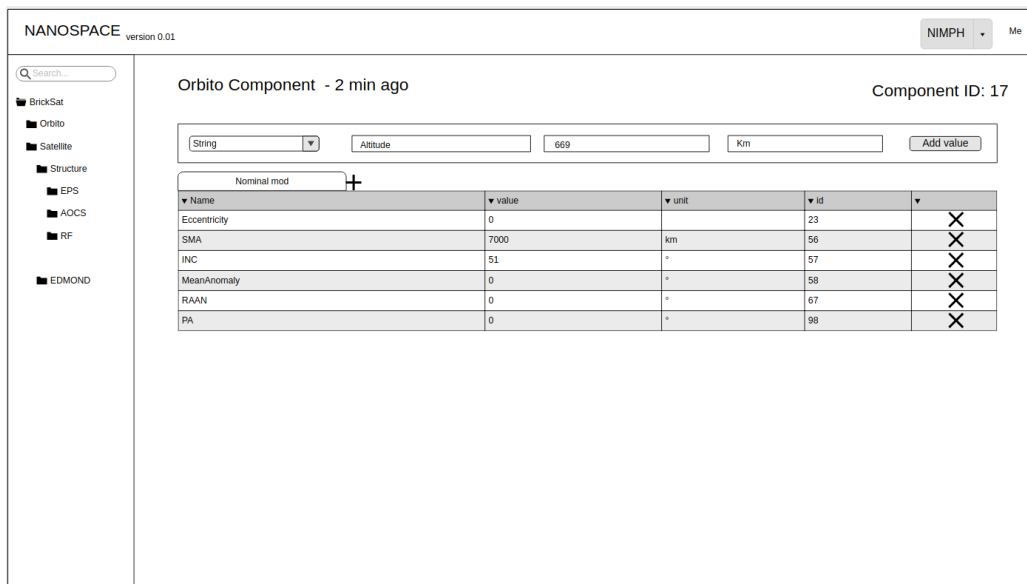 NANOSPACE version 0.01
NIMPH
Me
Search...
BrickSat
Orbito
Satellite
Structure
EPS
AOCS
RF
EDMOND
Orbito Component - 2 min ago
Component ID: 17
String Altitude 669 Km Add value
Nominal mod
Name value unit id
Eccentricity 0 23
SMA 7000 km 56
INC 51 ° 57
MeanAnomaly 0 ° 58
RAAN 0 ° 67
PA 0 ° 98